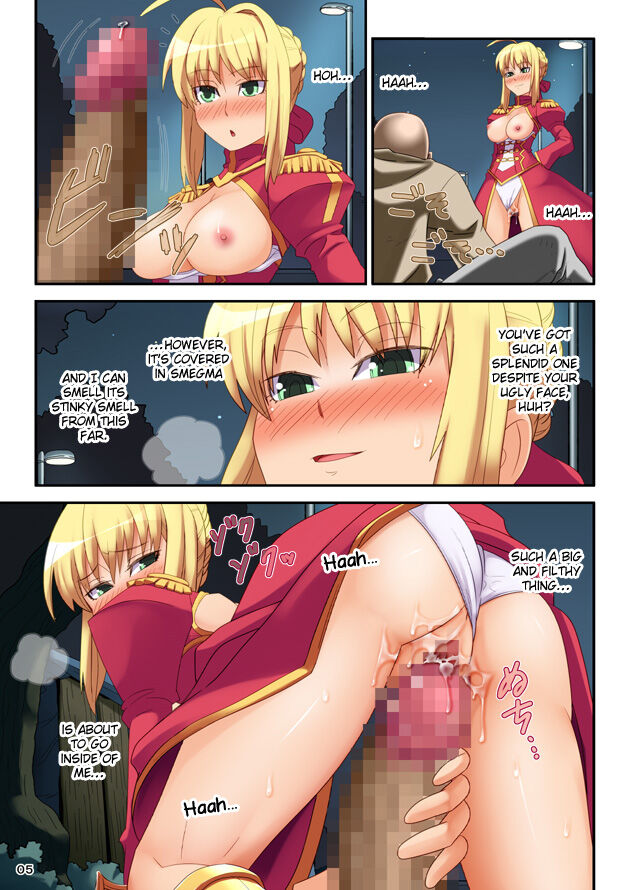 HAAH...
HAAH...
HOH...
YOU'VE GOT
SUCH A
SPLENDID ONE
DESPITE YOUR
UGLY FACE,
HUH?
...HOWEVER,
IT'S COVERED
IN SMEGMA
AND I CAN
SMELL ITS
STINKY SMELL
FROM THIS
FAR.
SUCH A BIG
AND FILTHY
THING...
Haah...
ゾク
ゾクッ
ぬち…
Haah...
IS ABOUT
TO GO
INSIDE OF
ME...
Haah...
05